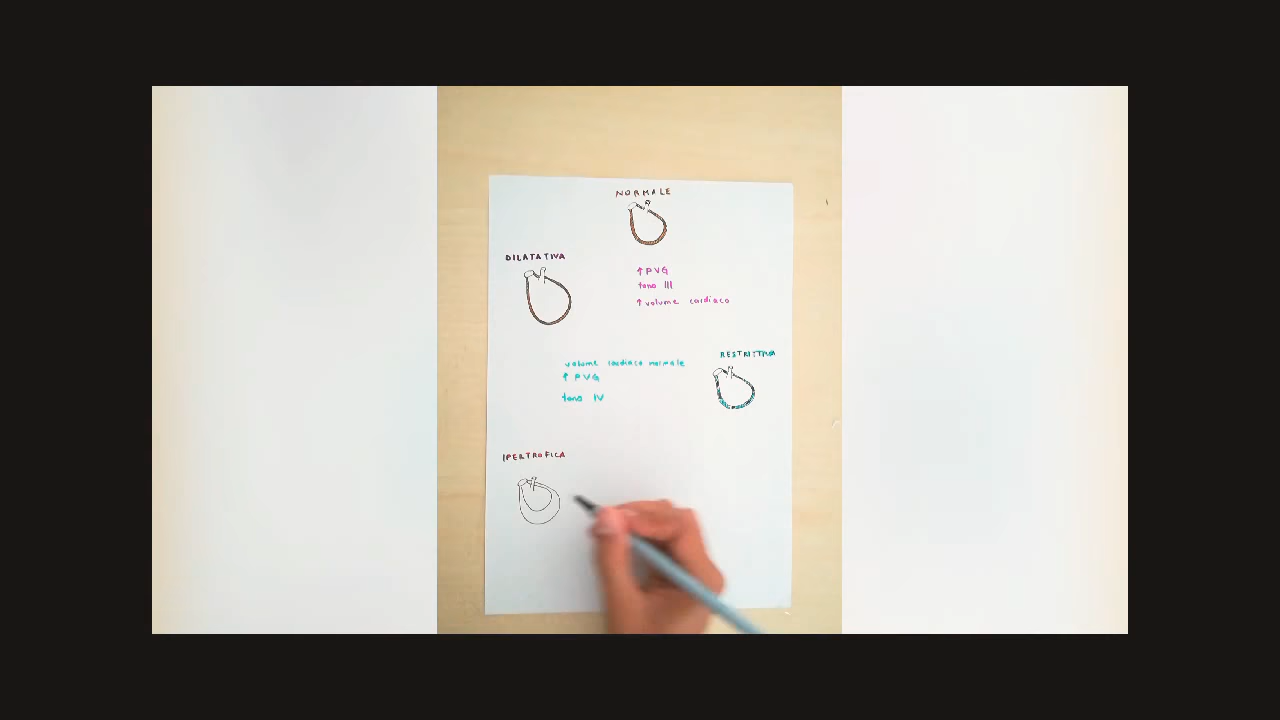 NORMALE
DILATATIVA
↑ PVG
tono III
↑ volume cardiaco
RESTRITTIVA
volume cardiaco normale
↑ PVG
tono IV
IPERTROFICA